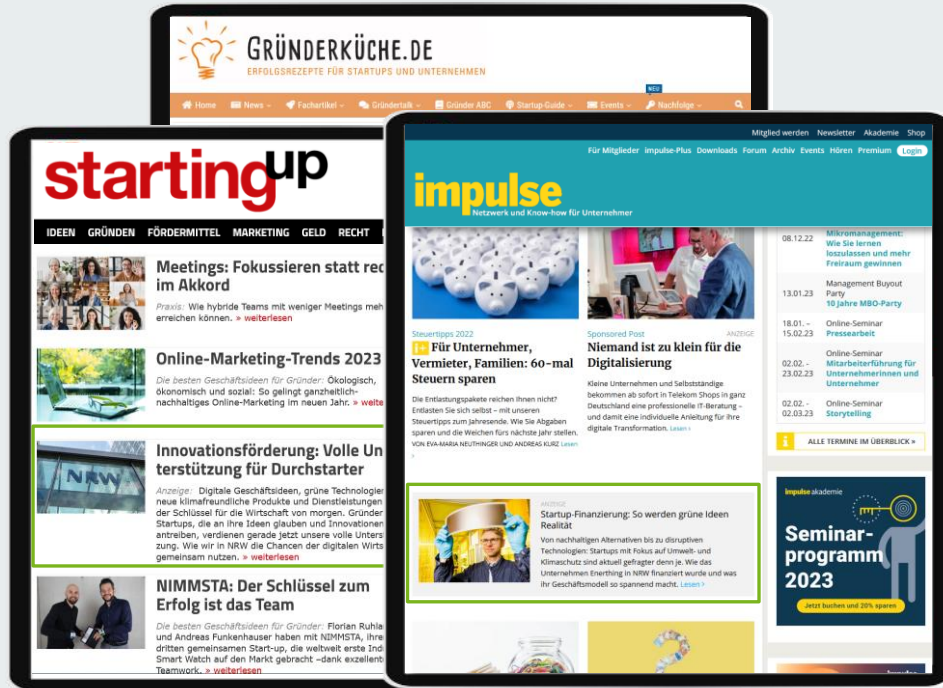 GRÜNDERKÜCHE.DE
ERFOLGSREZEPTE FÜR STARTUPS UND UNTERNEHMEN
NEU
Home News Fachartikel Gründertalk Gründer ABC Startup-Guide Events Nachfolge
startingup
IDEEN GRÜNDEN FÖRDERMITTEL MARKETING GELD RECHT
Meetings: Fokussieren statt
im Akkord
Praxis: Wie hybride Teams mit weniger Meetings
erreichen können. » weiterlesen
Online-Marketing-Trends 2023
Die besten Geschäftsideen für Gründer: Ökologisch,
ökonomisch und sozial: So gelingt ganzheitlich-
nachhaltiges Online-Marketing im neuen Jahr.
Innovationsförderung: Volle Un
terstützung für Durchstarter
Anzeige: Digitale Geschäftsideen, grüne Technologien
neue klimafreundliche Produkte und Dienstleistungen
der Schlüssel für die Wirtschaft von morgen. Gründer
Startups, die an ihre Ideen glauben und Innovationen
antreiben, verdienen gerade jetzt unsere volle Unters
zung. Wie wir in NRW die Chancen der digitalen Wirts
gemeinsam nutzen. » weiterlesen
NRW
NIMMSTA: Der Schlüssel zum
Erfolg ist das Team
Die besten Geschäftsideen für Gründer: Florian Ruhla
und Andreas Funkenhauser haben mit NIMMSTA, ihre
dritten gemeinsamen Start-up, die weltweit erste Ind
Smart Watch auf den Markt gebracht –dank exzellent
Teamwork. » weiterlesen
Mitglied werden Newsletter Akademie Shop
Für Mitglieder impulse-Plus Downloads Forum Archiv Events Hören Premium Login
impulse
Netzwerk und Know-how für Unternehmer
Steuertipps 2022
i+ Für Unternehmer,
Vermieter, Familien: 60-mal
Steuern sparen
Die Entlastungspakete reichen Ihnen nicht?
Entlasten Sie sich selbst – mit unseren
Steuertipps zum Jahresende. Wie Sie Abgaben
sparen und die Weichen fürs nächste Jahr stellen.
VON EVA-MARIA NEUTHINGER UND ANDREAS KURZ Lesen
›
Sponsored Post ANZEIGE
Niemand ist zu klein für die
Digitalisierung
Kleine Unternehmen und Selbstständige
bekommen ab sofort in Telekom Shops in ganz
Deutschland eine professionelle IT-Beratung –
und damit eine individuelle Anleitung für ihre
digitale Transformation. Lesen ›
ANZEIGE
Startup-Finanzierung: So werden grüne Ideen
Realität
Von nachhaltigen Alternativen bis zu disruptiven
Technologien: Startups mit Fokus auf Umwelt- und
Klimaschutz sind aktuell gefragter denn je. Wie das
Unternehmen Enerthing in NRW finanziert wurde und was
ihr Geschäftsmodell so spannend macht. Lesen ›
08.12.22 Mikromanagement:
Wie Sie lernen
loszulassen und mehr
Freiraum gewinnen
13.01.23 Management Buyout
Party
10 Jahre MBO-Party
18.01. –
15.02.23 Online-Seminar
Pressearbeit
02.02. -
23.02.23 Online-Seminar
Mitarbeiterführung für
Unternehmerinnen und
Unternehmer
02.02. -
02.03.23 Online-Seminar
Storytelling
i ALLE TERMINE IM ÜBERBLICK »
impulse akademie
Seminar-
programm
2023
Jetzt buchen und 20% sparen